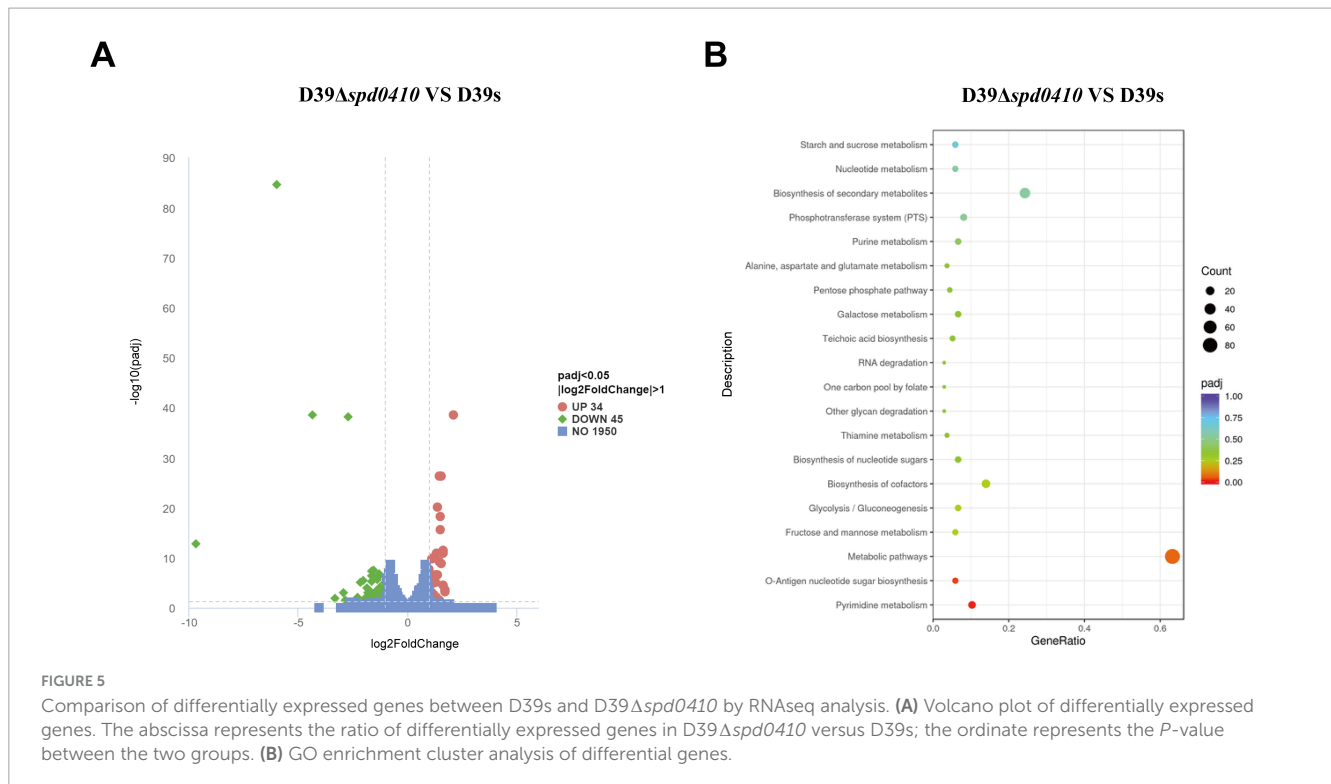 A
D39Δspd0410 VS D39s
90
80
70
60
50
40
30
20
10
0
-log10(padj)
-10
-5
0
5
log2FoldChange
padj<0.05
|log2FoldChange|>1
UP 34
DOWN 45
NO 1950
B
D39Δspd0410 VS D39s
Description
Starch and sucrose metabolism
Nucleotide metabolism
Biosynthesis of secondary metabolites
Phosphotransferase system (PTS)
Purine metabolism
Alanine, aspartate and glutamate metabolism
Pentose phosphate pathway
Galactose metabolism
Teichoic acid biosynthesis
RNA degradation
One carbon pool by folate
Other glycan degradation
Thiamine metabolism
Biosynthesis of nucleotide sugars
Biosynthesis of cofactors
Glycolysis / Gluconeogenesis
Fructose and mannose metabolism
Metabolic pathways
O-Antigen nucleotide sugar biosynthesis
Pyrimidine metabolism
0.0
0.2
0.4
0.6
GeneRatio
Count
20
40
60
80
padj
1.00
0.75
0.50
0.25
0.00
FIGURE 5
Comparison of differentially expressed genes between D39s and D39Δspd0410 by RNAseq analysis. (A) Volcano plot of differentially expressed
genes. The abscissa represents the ratio of differentially expressed genes in D39Δspd0410 versus D39s; the ordinate represents the P-value
between the two groups. (B) GO enrichment cluster analysis of differential genes.